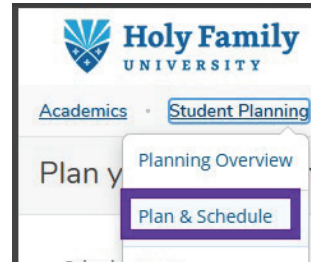 Holy Family
UNIVERSITY
Academics · Student Planning
Planning Overview
Plan y
Plan & Schedule